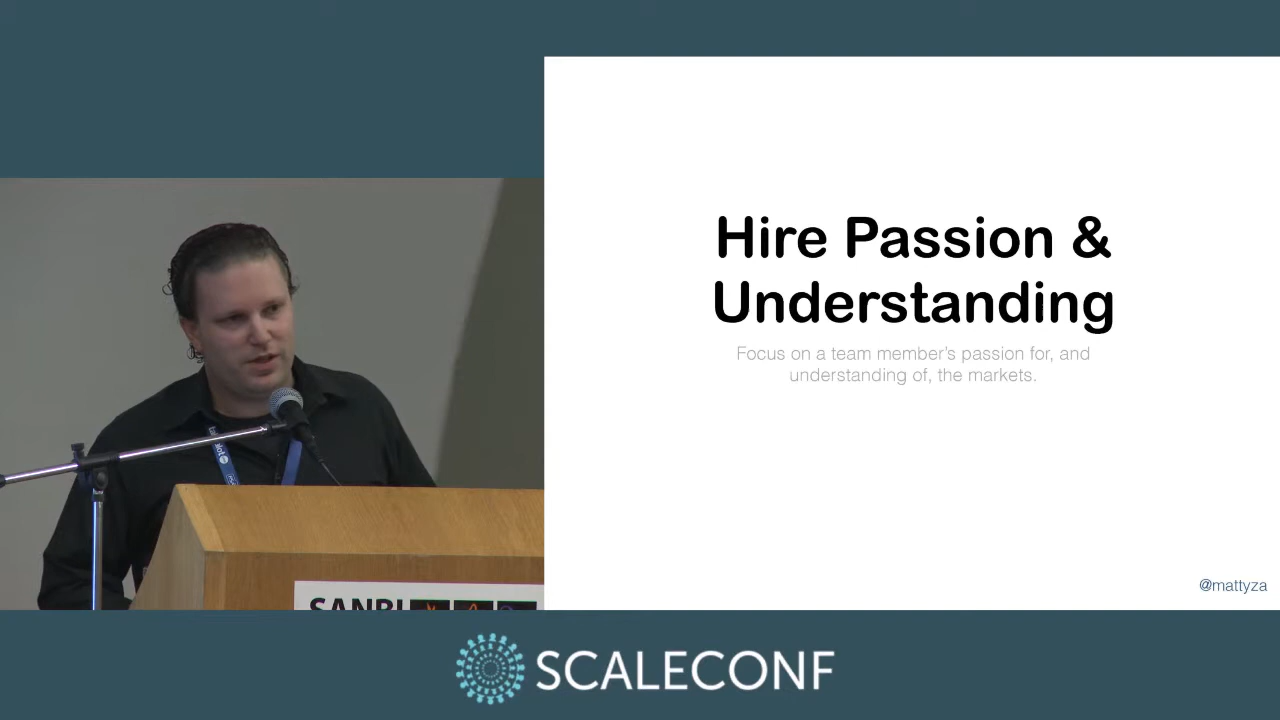 Hire Passion &
Understanding
Focus on a team member's passion for, and
understanding of, the markets.
@mattyza
SCALECONF